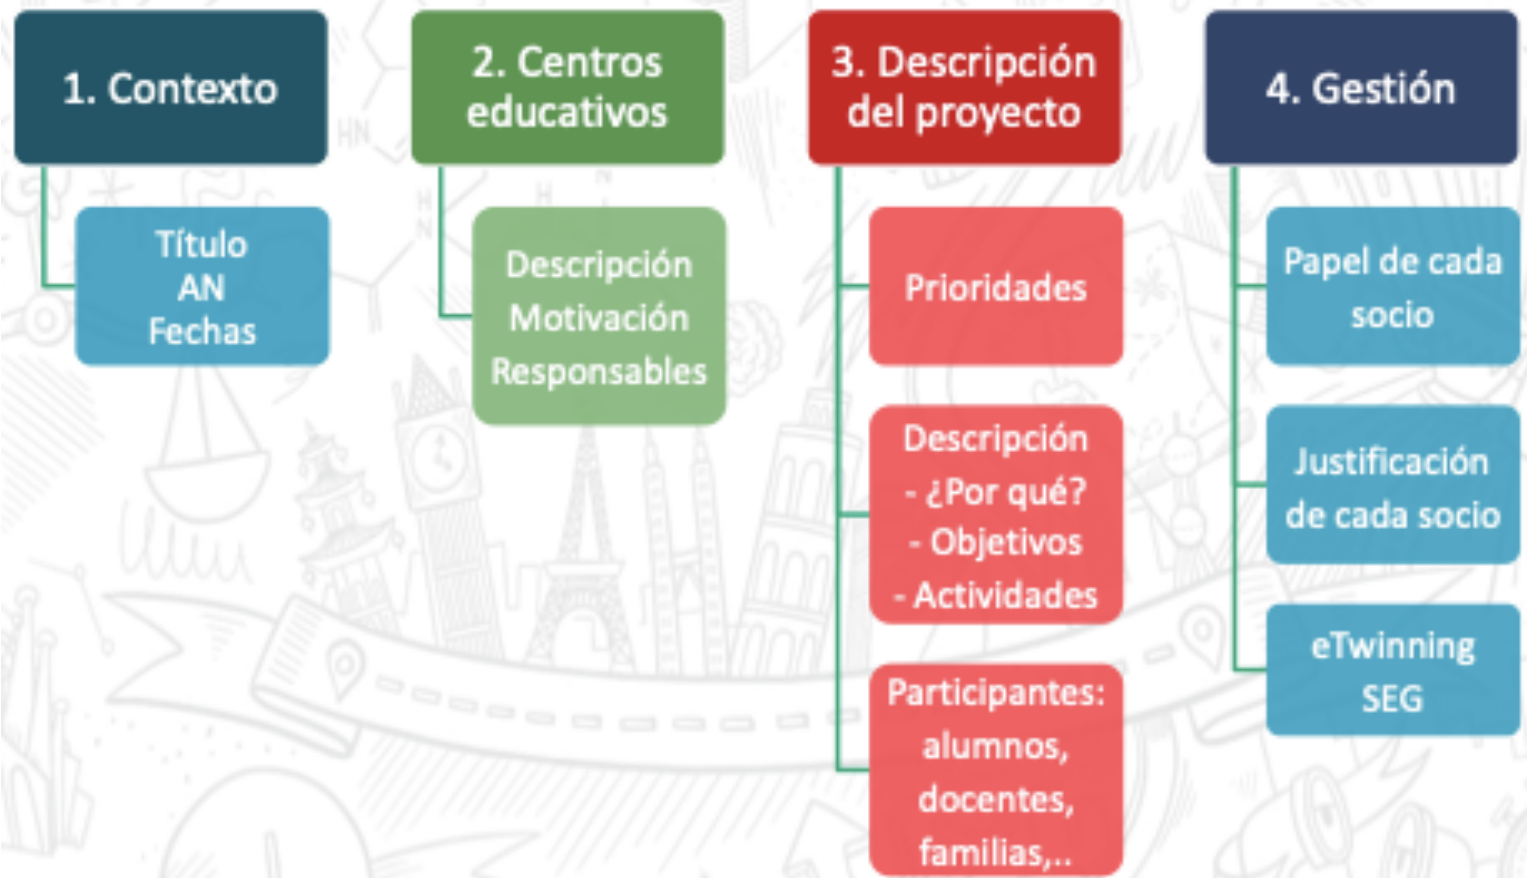 1. Contexto
Título
AN
Fechas
2. Centros
educativos
Descripción
Motivación
Responsables
3. Descripción
del proyecto
Prioridades
Descripción
- ¿Por qué?
- Objetivos
- Actividades
Participantes:
alumnos,
docentes,
familias,..
4. Gestión
Papel de cada
socio
Justificación
de cada socio
eTwinning
SEG
HN
H
N
H
N